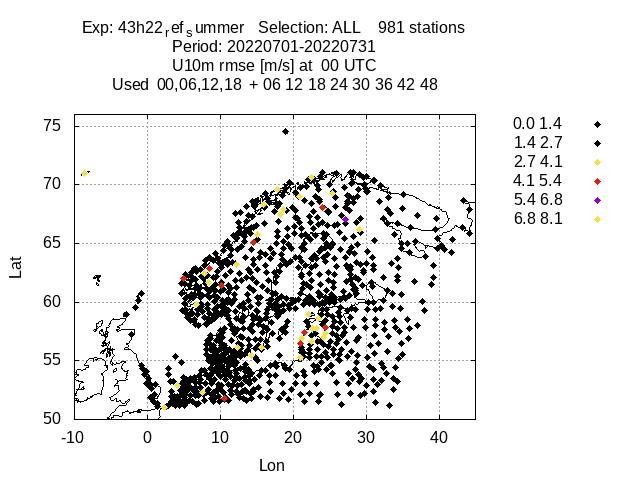 Exp: 43h22refsummer Selection: ALL 981 stations
Period: 20220701-20220731
U10m rmse [m/s] at 00 UTC
Used 00,06,12,18 + 06 12 18 24 30 36 42 48
75
70
65
60
55
50
Lat
-10 0 10 20 30 40
Lon
0.0 1.4
1.4 2.7
2.7 4.1
4.1 5.4
5.4 6.8
6.8 8.1